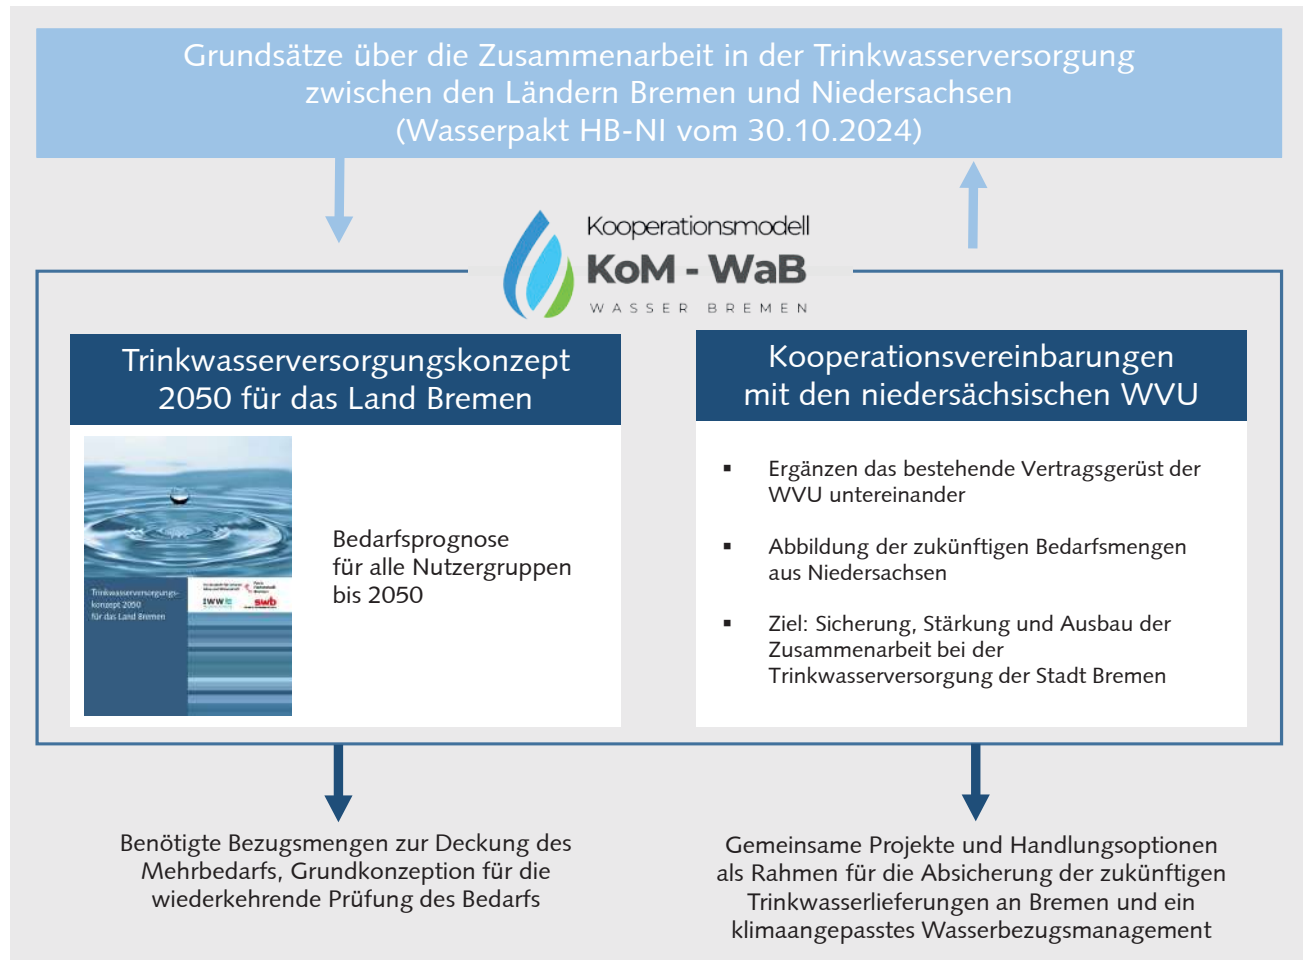 Grundsätze über die Zusammenarbeit in der Trinkwasserversorgung
zwischen den Ländern Bremen und Niedersachsen
(Wasserpakt HB-NI vom 30.10.2024)
Kooperationsmodell
KoM - WaB
WASSER BREMEN
Trinkwasserversorgungskonzept
2050 für das Land Bremen
Trinkwasserversorgungs-
konzept 2050
für das Land Bremen
IWW
swb
Bedarfsprognose
für alle Nutzergruppen
bis 2050
Kooperationsvereinbarungen
mit den niedersächsischen WVU
▪ Ergänzen das bestehende Vertragsgerüst der
WVU untereinander
▪ Abbildung der zukünftigen Bedarfsmengen
aus Niedersachsen
▪ Ziel: Sicherung, Stärkung und Ausbau der
Zusammenarbeit bei der
Trinkwasserversorgung der Stadt Bremen
Benötigte Bezugsmengen zur Deckung des
Mehrbedarfs, Grundkonzeption für die
wiederkehrende Prüfung des Bedarfs
Gemeinsame Projekte und Handlungsoptionen
als Rahmen für die Absicherung der zukünftigen
Trinkwasserlieferungen an Bremen und ein
klimaangepasstes Wasserbezugsmanagement